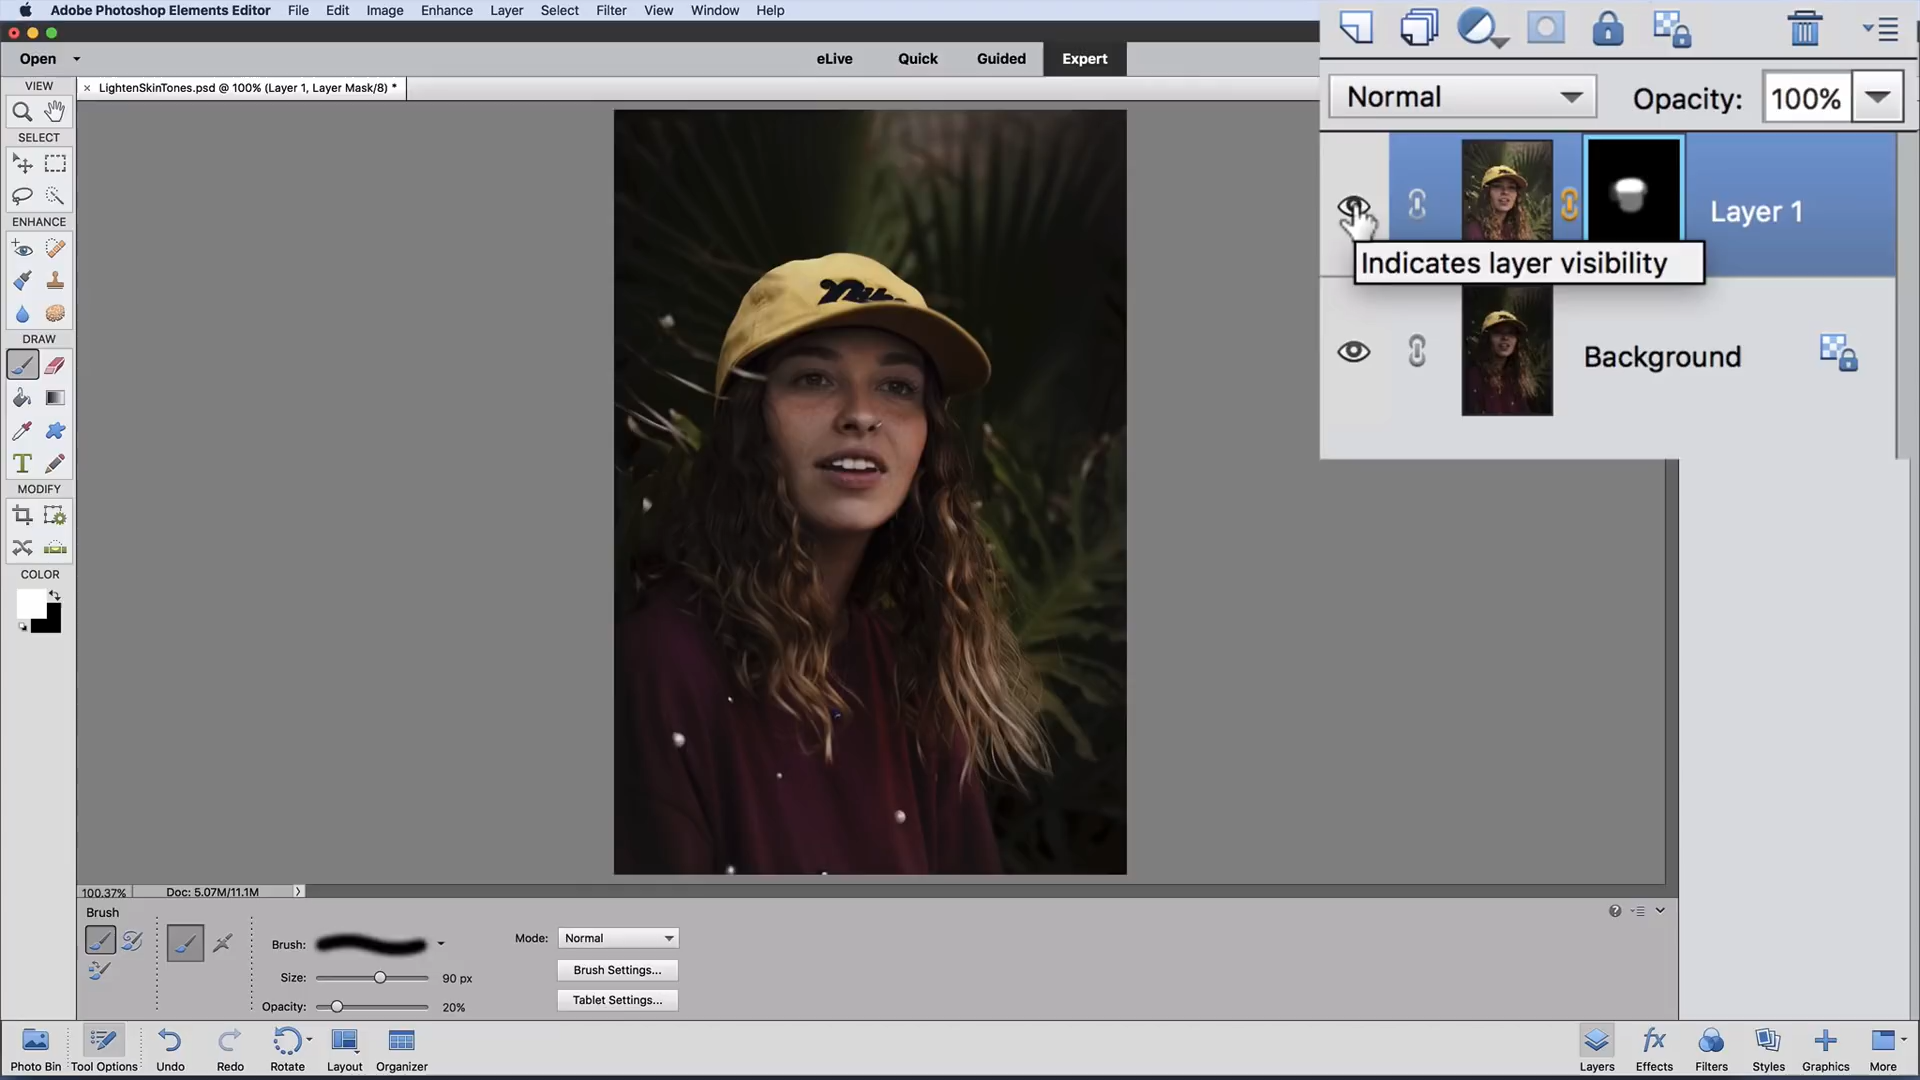 Adobe Photoshop Elements Editor File Edit Image Enhance Layer Select Filter View Window Help
Open eLive Quick Guided Expert
LightenSkinTones.psd @ 100% (Layer 1, Layer Mask/8) *
VIEW
SELECT
ENHANCE
DRAW
MODIFY
COLOR
Normal Opacity: 100%
Layer 1
Indicates layer visibility
Background
100.37% Doc: 5.07M/11.1M
Brush
Brush: Mode: Normal
Size: 90 px Brush Settings...
Opacity: 20% Tablet Settings...
Photo Bin Tool Options Undo Redo Rotate Layout Organizer Layers Effects Filters Styles Graphics More